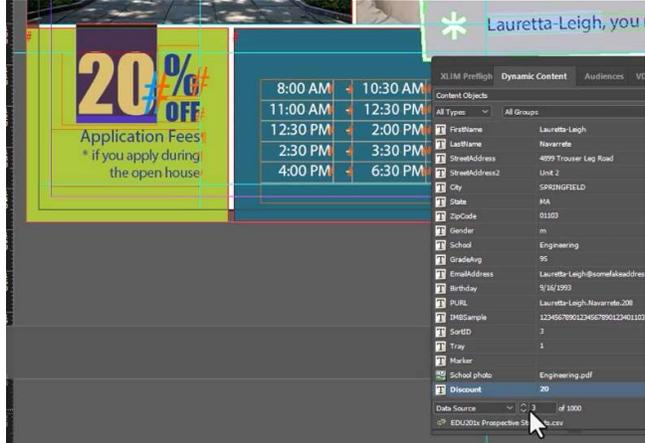 Lauretta-Leigh, you
20% OFF
Application Fees
* if you apply during
the open house
8:00 AM - 10:30 AM
11:00 AM - 12:30 PM
12:30 PM - 2:00 PM
2:30 PM - 3:30 PM
4:00 PM - 6:30 PM
XLIM Prefligh Dynamic Content Audiences
Content Objects
All Types All Groups
FirstName Lauretta-Leigh
LastName Navarrete
StreetAddress 4899 Trouser Leg Road
StreetAddress2 Unit 2
City SPRINGFIELD
State MA
ZipCode 01103
Gender m
School Engineering
GradeAvg 95
EmailAddress Lauretta-Leigh@somefakeaddres
Birthday 9/16/1993
PURL Lauretta-Leigh.Navarrete.208
IMBSample 1234567890123456789012340110
SortID 3
Tray 1
Marker
School photo Engineering.pdf
Discount 20
Data Source 3 of 1000
EDU201x Prospective